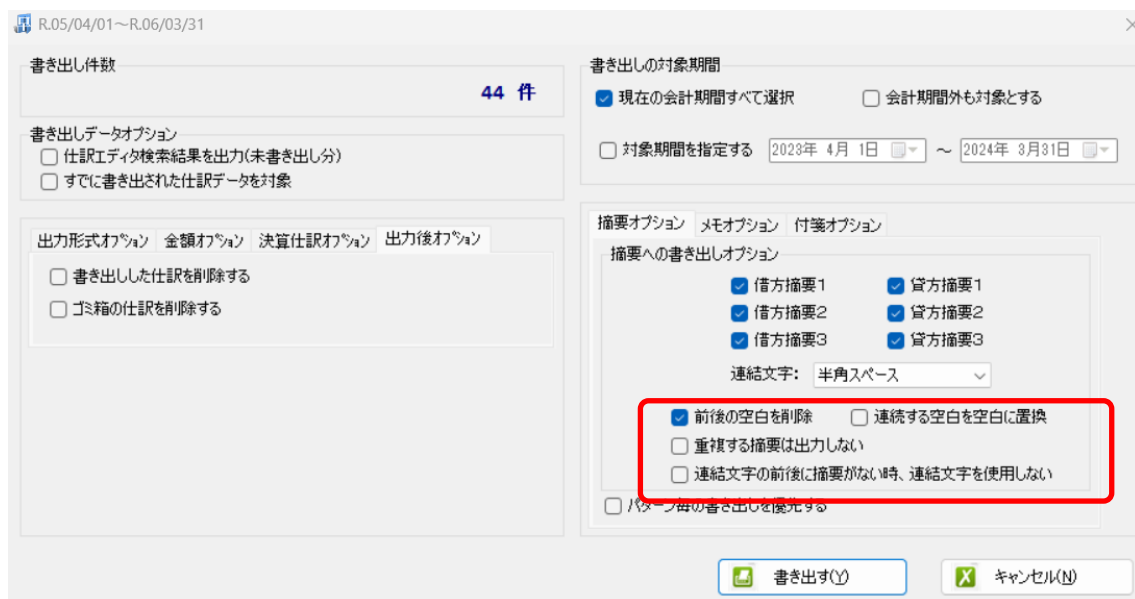 R.05/04/01～R.06/03/31
書き出し件数
44 件
書き出しデータオプション
仕訳エディタ検索結果を出力(未書き出し分)
すでに書き出された仕訳データを対象
出力形式ｵﾌﾟｼｮﾝ 金額ｵﾌﾟｼｮﾝ 決算仕訳ｵﾌﾟｼｮﾝ 出力後ｵﾌﾟｼｮﾝ
書き出しした仕訳を削除する
ゴミ箱の仕訳を削除する
書き出しの対象期間
現在の会計期間すべて選択 会計期間外も対象とする
対象期間を指定する 2023年 4月 1日 ～ 2024年 3月31日
摘要オプション メモオプション 付箋オプション
摘要への書き出しオプション
借方摘要1 貸方摘要1
借方摘要2 貸方摘要2
借方摘要3 貸方摘要3
連結文字： 半角スペース
前後の空白を削除 連続する空白を空白に置換
重複する摘要は出力しない
連結文字の前後に摘要がない時、連結文字を使用しない
パターン毎の書き出しを優先する
書き出す(Y) キャンセル(N)